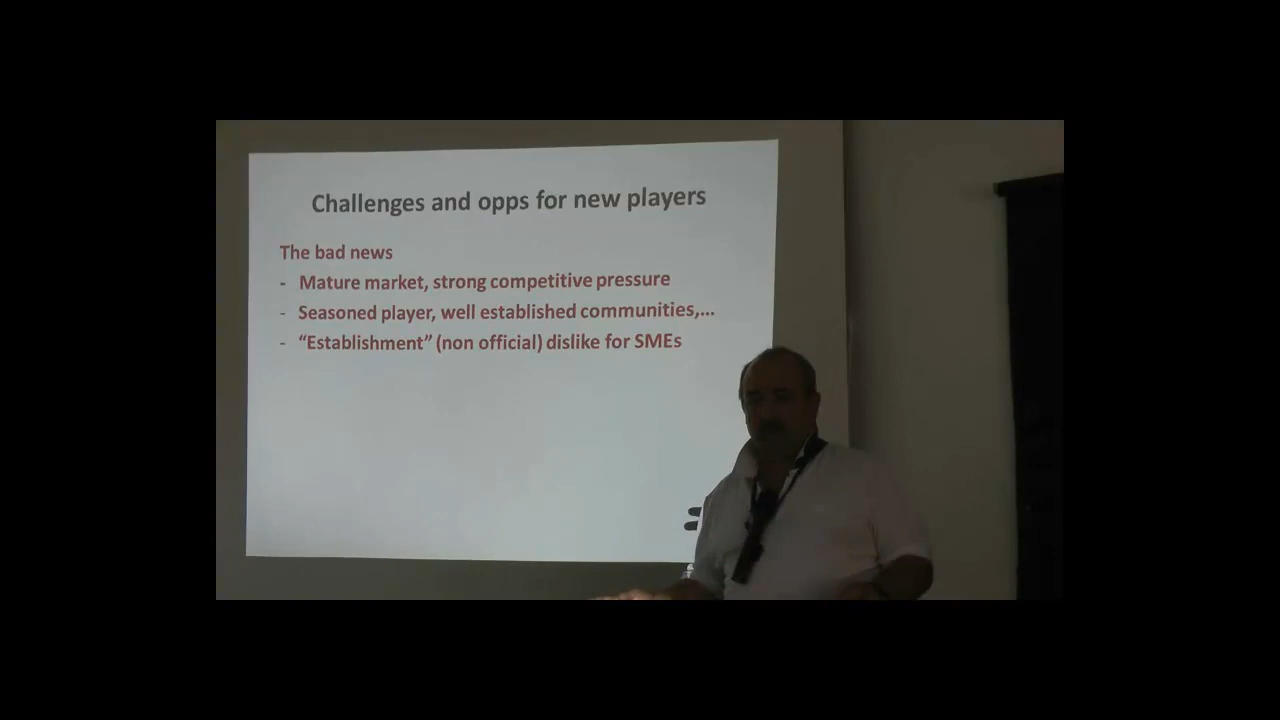 Challenges and opps for new players
The bad news
- Mature market, strong competitive pressure
- Seasoned player, well established communities,...
- “Establishment” (non official) dislike for SMEs